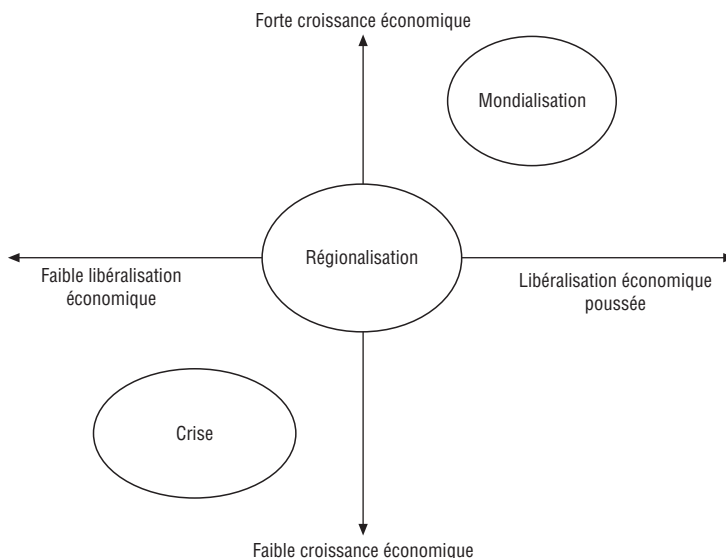 Forte croissance économique
Mondialisation
Régionalisation
Faible libéralisation
économique
Libéralisation économique
poussée
Crise
Faible croissance économique